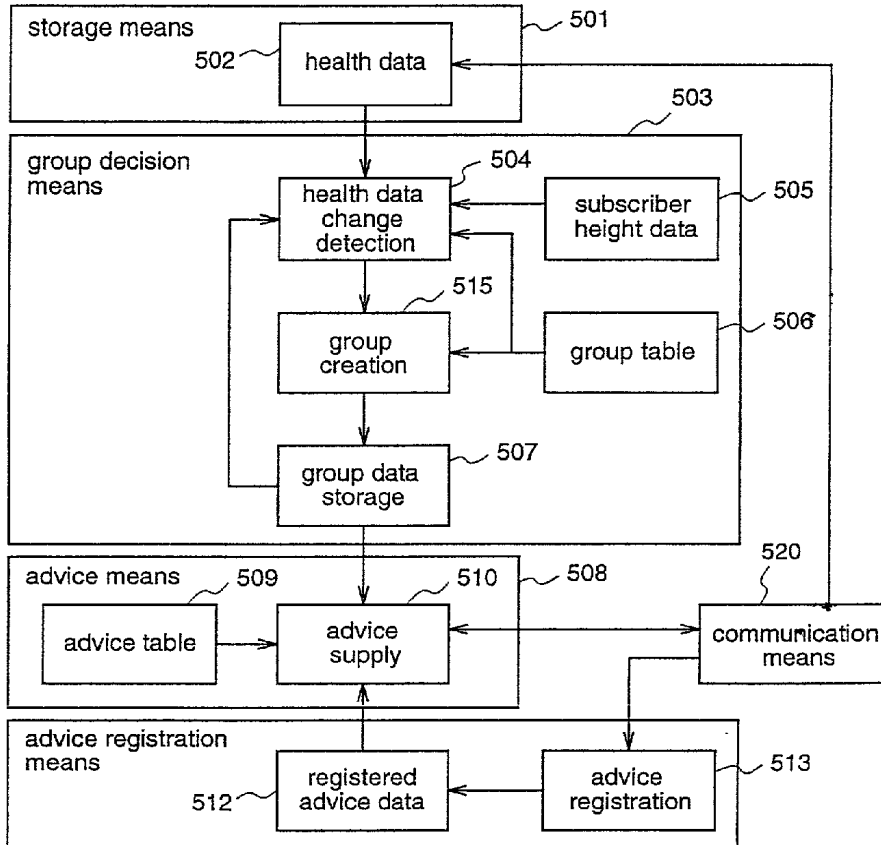 storage means
501
502
health data
503
group decision
means
504
health data
change
detection
505
subscriber
height data
515
group
creation
506
group table
507
group data
storage
advice means
509
510
508
520
advice table
advice
supply
communication
means
advice registration
means
512
registered
advice data
advice
registration
513